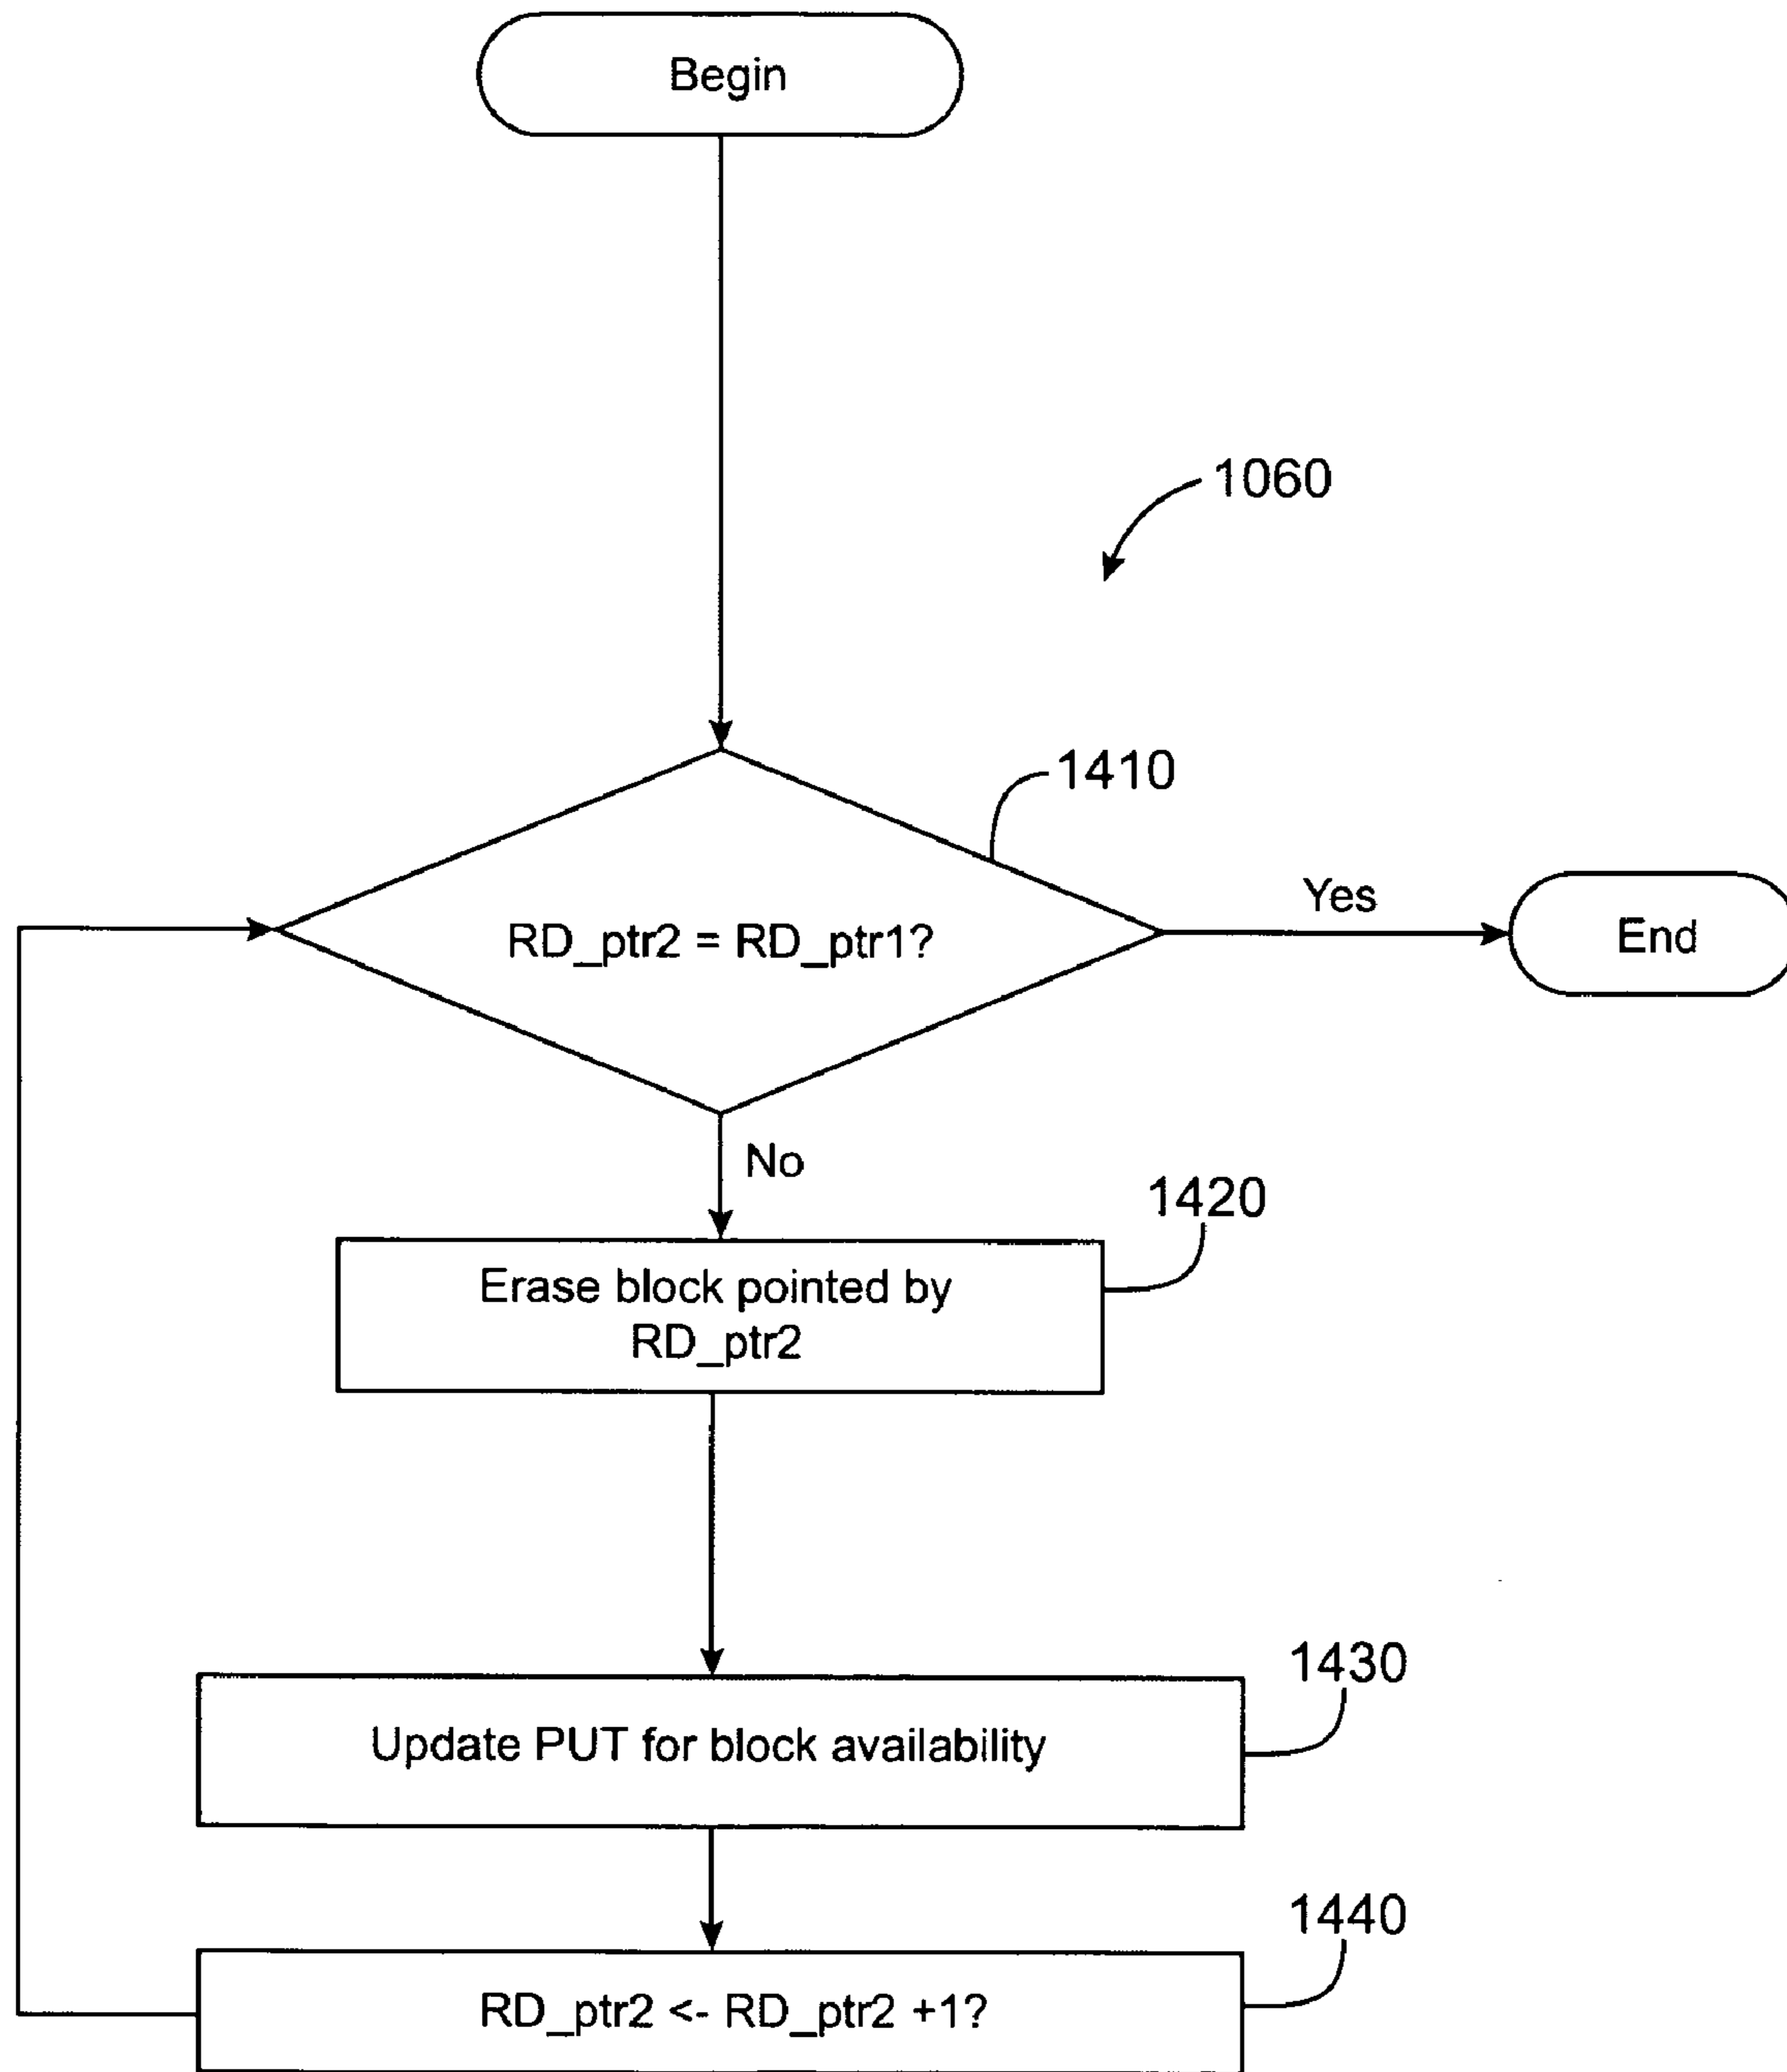 Begin
1060
1410
RD_ptr2 = RD_ptr1?
Yes
End
No
1420
Erase block pointed by
RD_ptr2
1430
Update PUT for block availability
1440
RD_ptr2 <- RD_ptr2 +1?